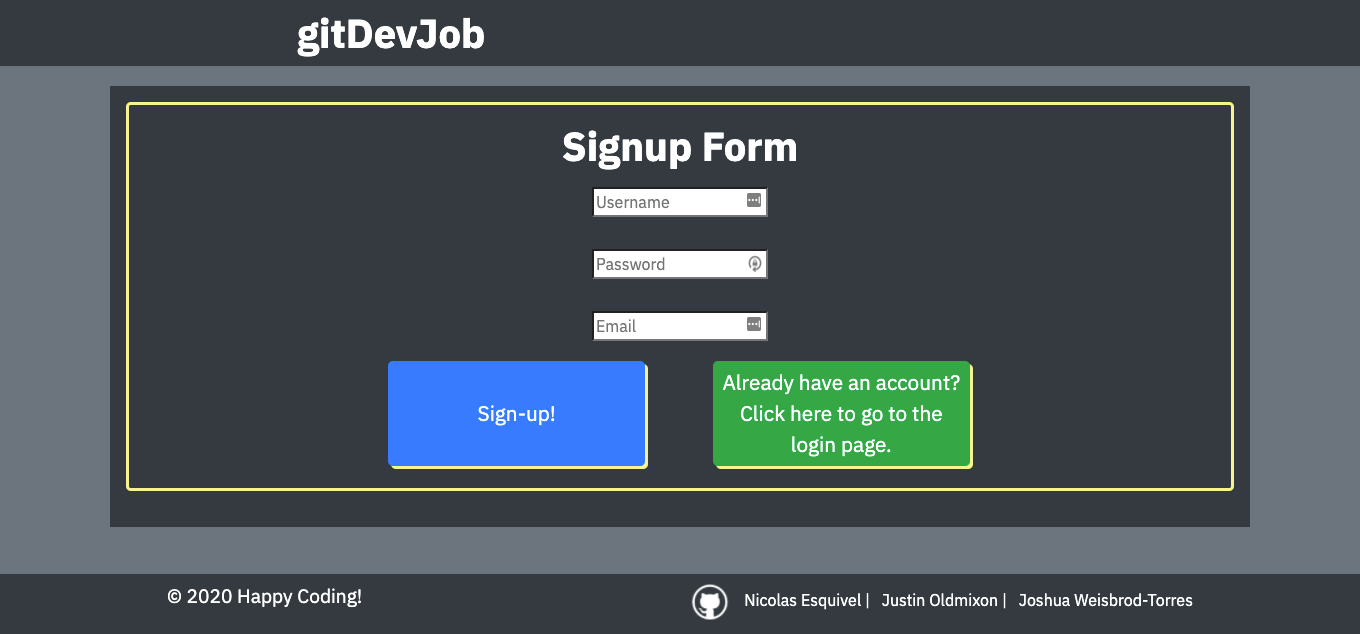 gitDevJob
Signup Form
Username
Password
Email
Sign-up!
Already have an account?
Click here to go to the
login page.
© 2020 Happy Coding!
Nicolas Esquivel | Justin Oldmixon | Joshua Weisbrod-Torres